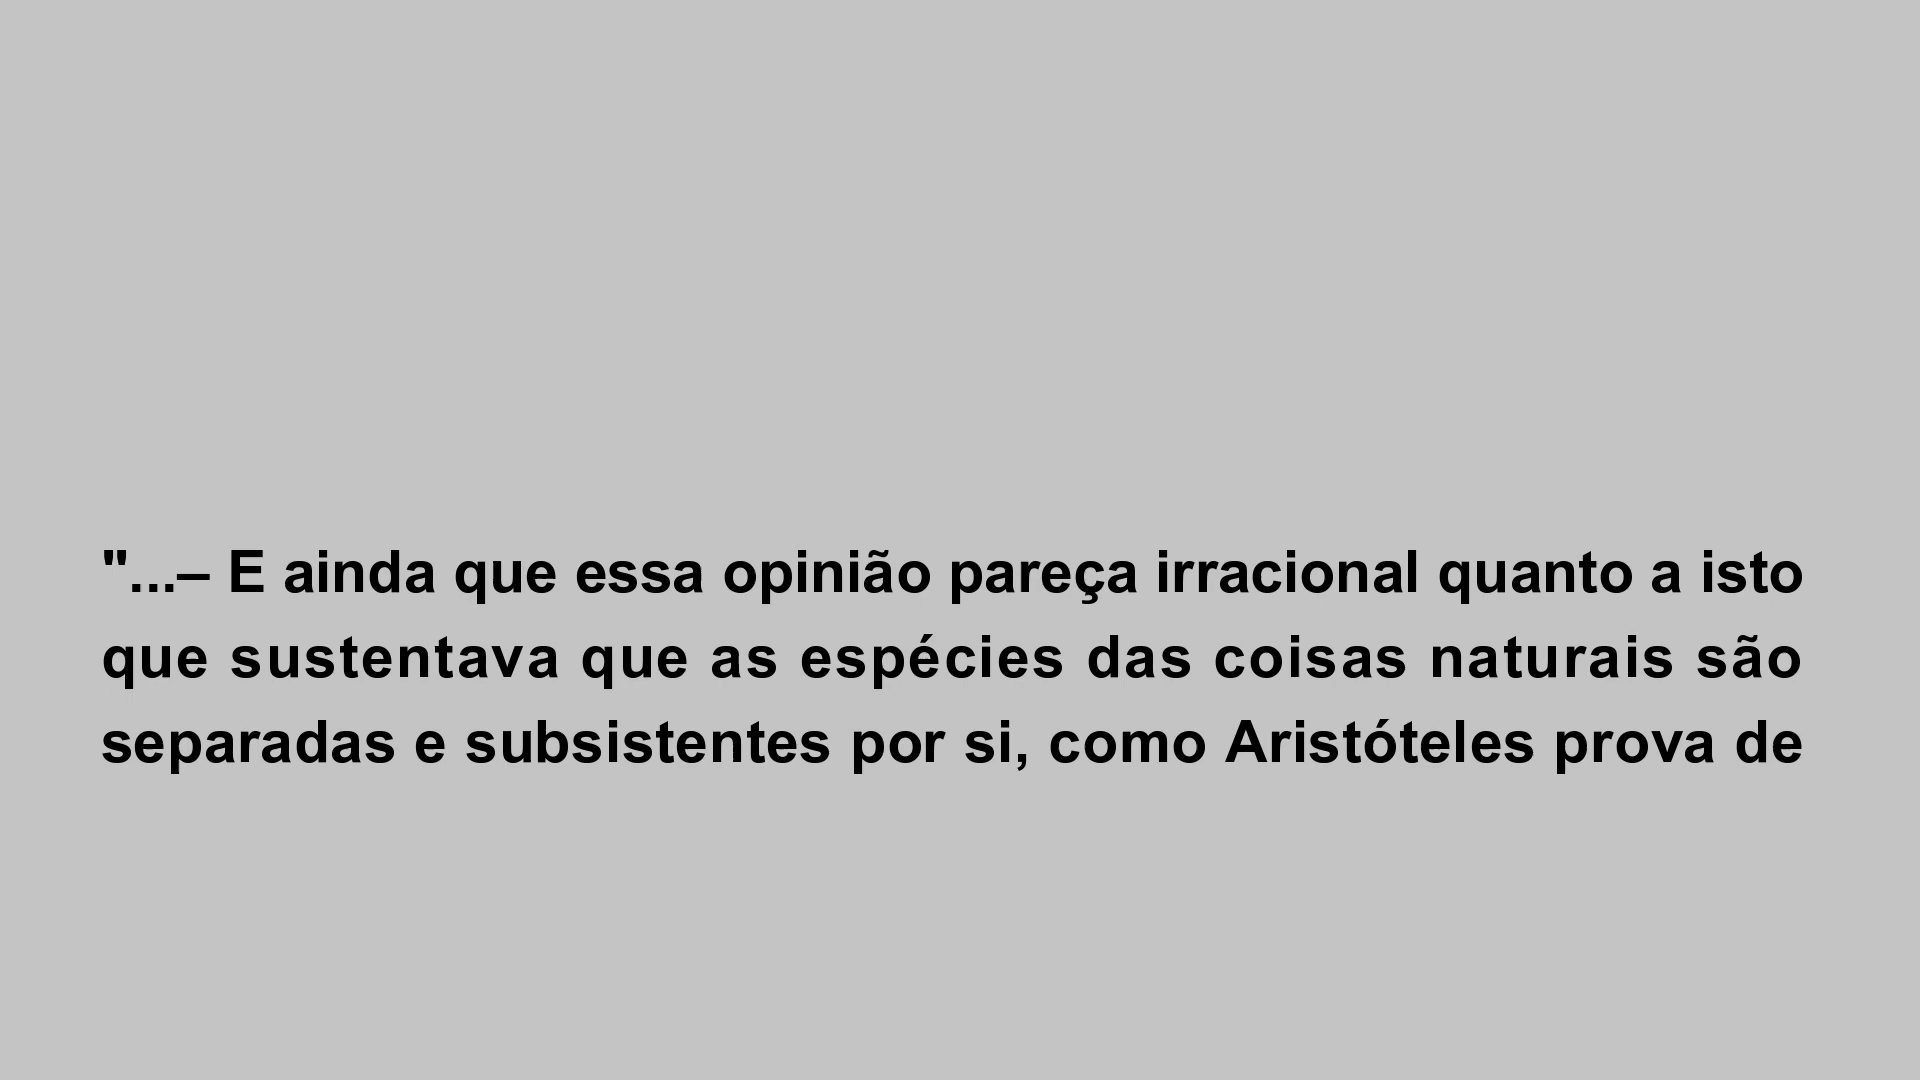 "...– E ainda que essa opinião pareça irracional quanto a isto
que sustentava que as espécies das coisas naturais são
separadas e subsistentes por si, como Aristóteles prova de